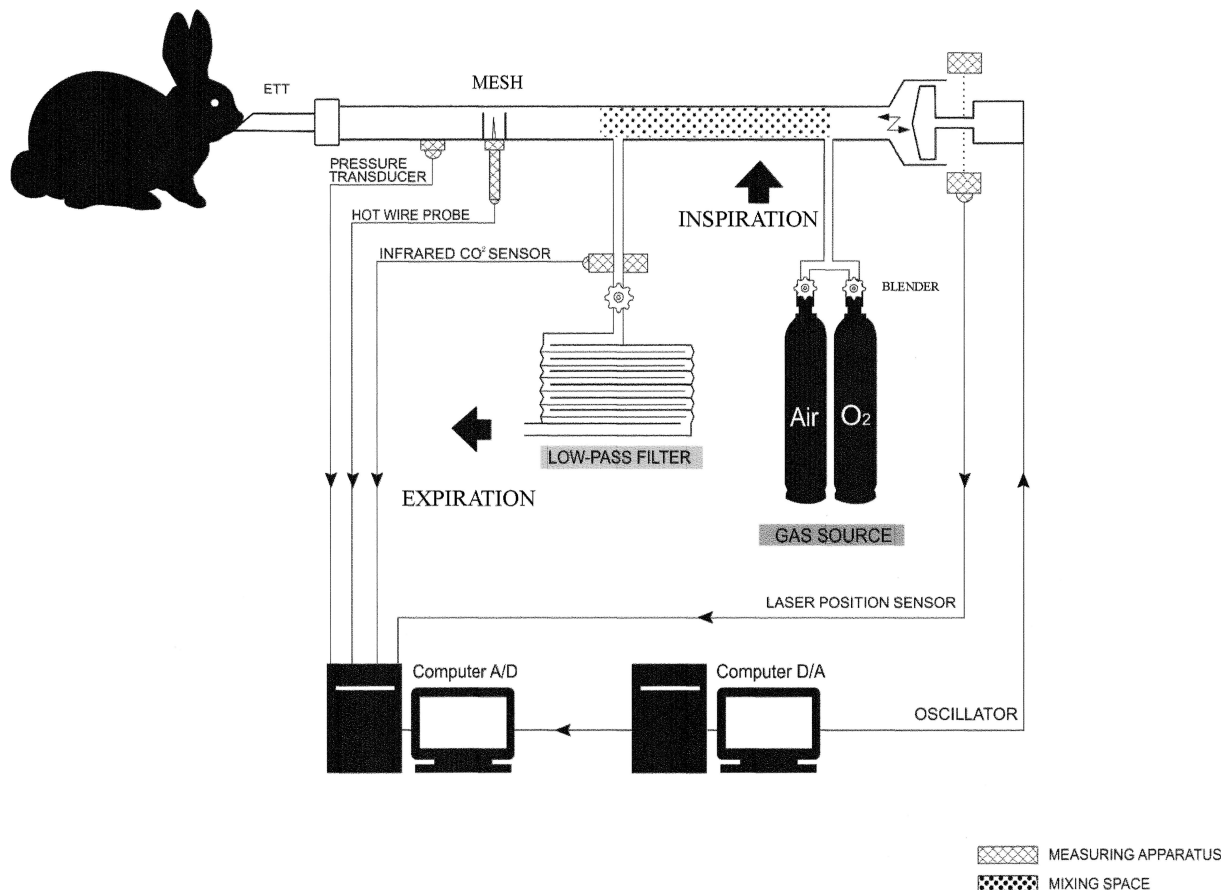 ETT
MESH
PRESSURE
TRANSDUCER
HOT WIRE PROBE
INSPIRATION
INFRARED CO² SENSOR
BLENDER
Air
O₂
LOW-PASS FILTER
EXPIRATION
GAS SOURCE
LASER POSITION SENSOR
Computer A/D
Computer D/A
OSCILLATOR
MEASURING APPARATUS
MIXING SPACE